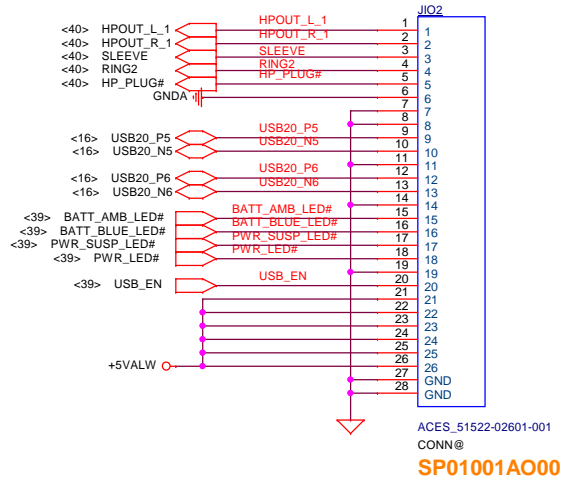 JIO2
<40> HPOUT_L_1 HPOUT_L_1 1 1
<40> HPOUT_R_1 HPOUT_R_1 2 2
<40> SLEEVE SLEEVE 3 3
<40> RING2 RING2 4 4
<40> HP_PLUG# HP_PLUG# 5 5
GNDA 6 6
7 7
8 8
<16> USB20_P5 USB20_P5 9 9
<16> USB20_N5 USB20_N5 10 10
11 11
<16> USB20_P6 USB20_P6 12 12
<16> USB20_N6 USB20_N6 13 13
14 14
<39> BATT_AMB_LED# BATT_AMB_LED# 15 15
<39> BATT_BLUE_LED# BATT_BLUE_LED# 16 16
<39> PWR_SUSP_LED# PWR_SUSP_LED# 17 17
<39> PWR_LED# PWR_LED# 18 18
19 19
<39> USB_EN USB_EN 20 20
21 21
22 22
23 23
24 24
25 25
+5VALW 26 26
27 GND
28 GND
ACES_51522-02601-001
CONN@
SP01001AO00